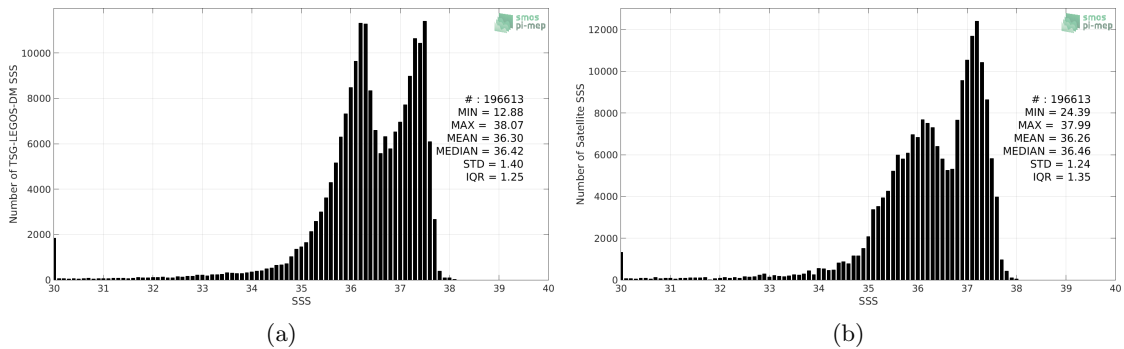 smos
pi-mep
Number of TSG-LEGOS-DM SSS
10000
8000
6000
4000
2000
0
# : 196613
MIN = 12.88
MAX = 38.07
MEAN = 36.30
MEDIAN = 36.42
STD = 1.40
IQR = 1.25
30 31 32 33 34 35 36 37 38 39 40
SSS
(a)
smos
pi-mep
Number of Satellite SSS
12000
10000
8000
6000
4000
2000
0
# : 196613
MIN = 24.39
MAX = 37.99
MEAN = 36.26
MEDIAN = 36.46
STD = 1.24
IQR = 1.35
30 31 32 33 34 35 36 37 38 39 40
SSS
(b)